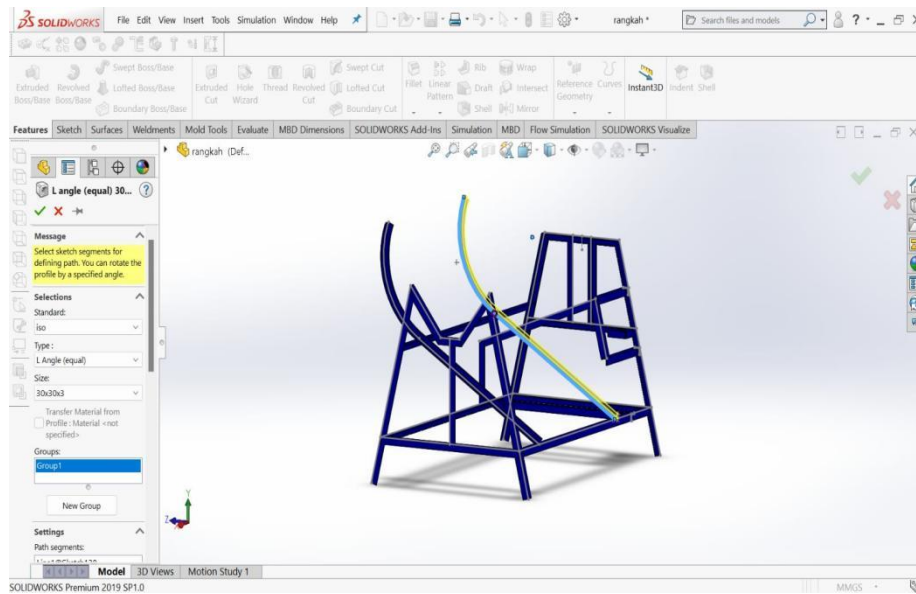 SOLIDWORKS File Edit View Insert Tools Simulation Window Help rangkah * Search files and models
Extruded Boss/Base
Revolved Boss/Base
Swept Boss/Base
Lofted Boss/Base
Boundary Boss/Base
Extruded Cut
Hole Wizard
Thread
Revolved Cut
Swept Cut
Lofted Cut
Boundary Cut
Fillet
Linear Pattern
Rib
Draft
Shell
Wrap
Intersect
Mirror
Reference Geometry
Curves
Instant3D
Indent
Shell
Features Sketch Surfaces Weldments Mold Tools Evaluate MBD Dimensions SOLIDWORKS Add-Ins Simulation MBD Flow Simulation SOLIDWORKS Visualize
rangkah (Def...
L angle (equal) 30...
Message
Select sketch segments for
defining path. You can rotate the
profile by a specified angle.
Selections
Standard:
iso
Type :
L Angle (equal)
Size:
30x30x3
Transfer Material from
Profile : Material <not
specified>
Groups:
Group1
New Group
Settings
Path segments:
Y
Z
Model 3D Views Motion Study 1
SOLIDWORKS Premium 2019 SP1.0 MMGS